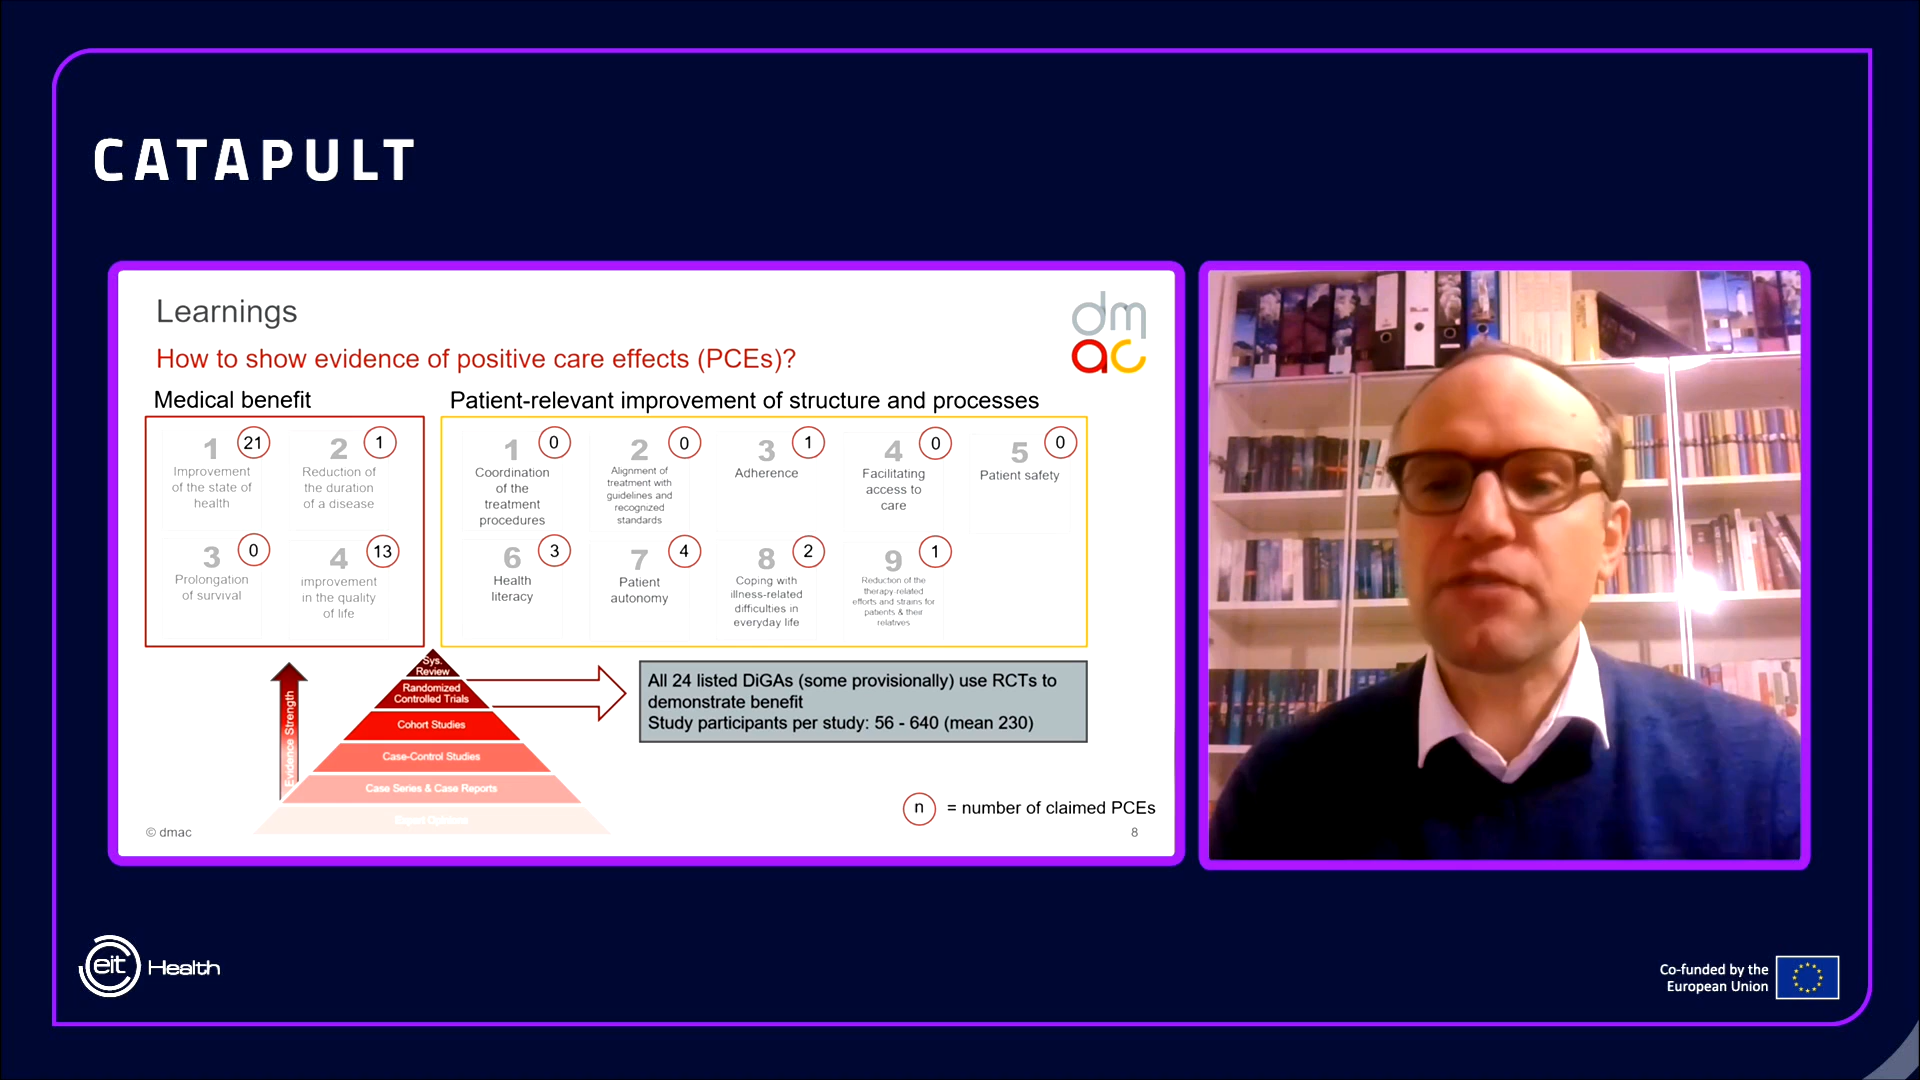 CATAPULT
Learnings
How to show evidence of positive care effects (PCEs)?
Medical benefit
1
21
Improvement
of the state of
health
2
1
Reduction of
the duration
of a disease
3
0
Prolongation
of survival
4
13
improvement
in the quality
of life
Patient-relevant improvement of structure and processes
1
0
Coordination
of the
treatment
procedures
2
0
Alignment of
treatment with
guidelines and
recognized
standards
3
1
Adherence
4
0
Facilitating
access to
care
5
0
Patient safety
6
3
Health
literacy
7
4
Patient
autonomy
8
2
Coping with
illness-related
difficulties in
everyday life
9
1
Reduction of the
therapy-related
efforts and strains for
patients & their
relatives
Evidence Strength
Sys.
Review
Randomized
Controlled Trials
Cohort Studies
Case-Control Studies
Case Series & Case Reports
Expert Opinions
All 24 listed DiGAs (some provisionally) use RCTs to
demonstrate benefit
Study participants per study: 56 - 640 (mean 230)
n = number of claimed PCEs
© dmac
8
dm
ac
eit Health
Co-funded by the
European Union